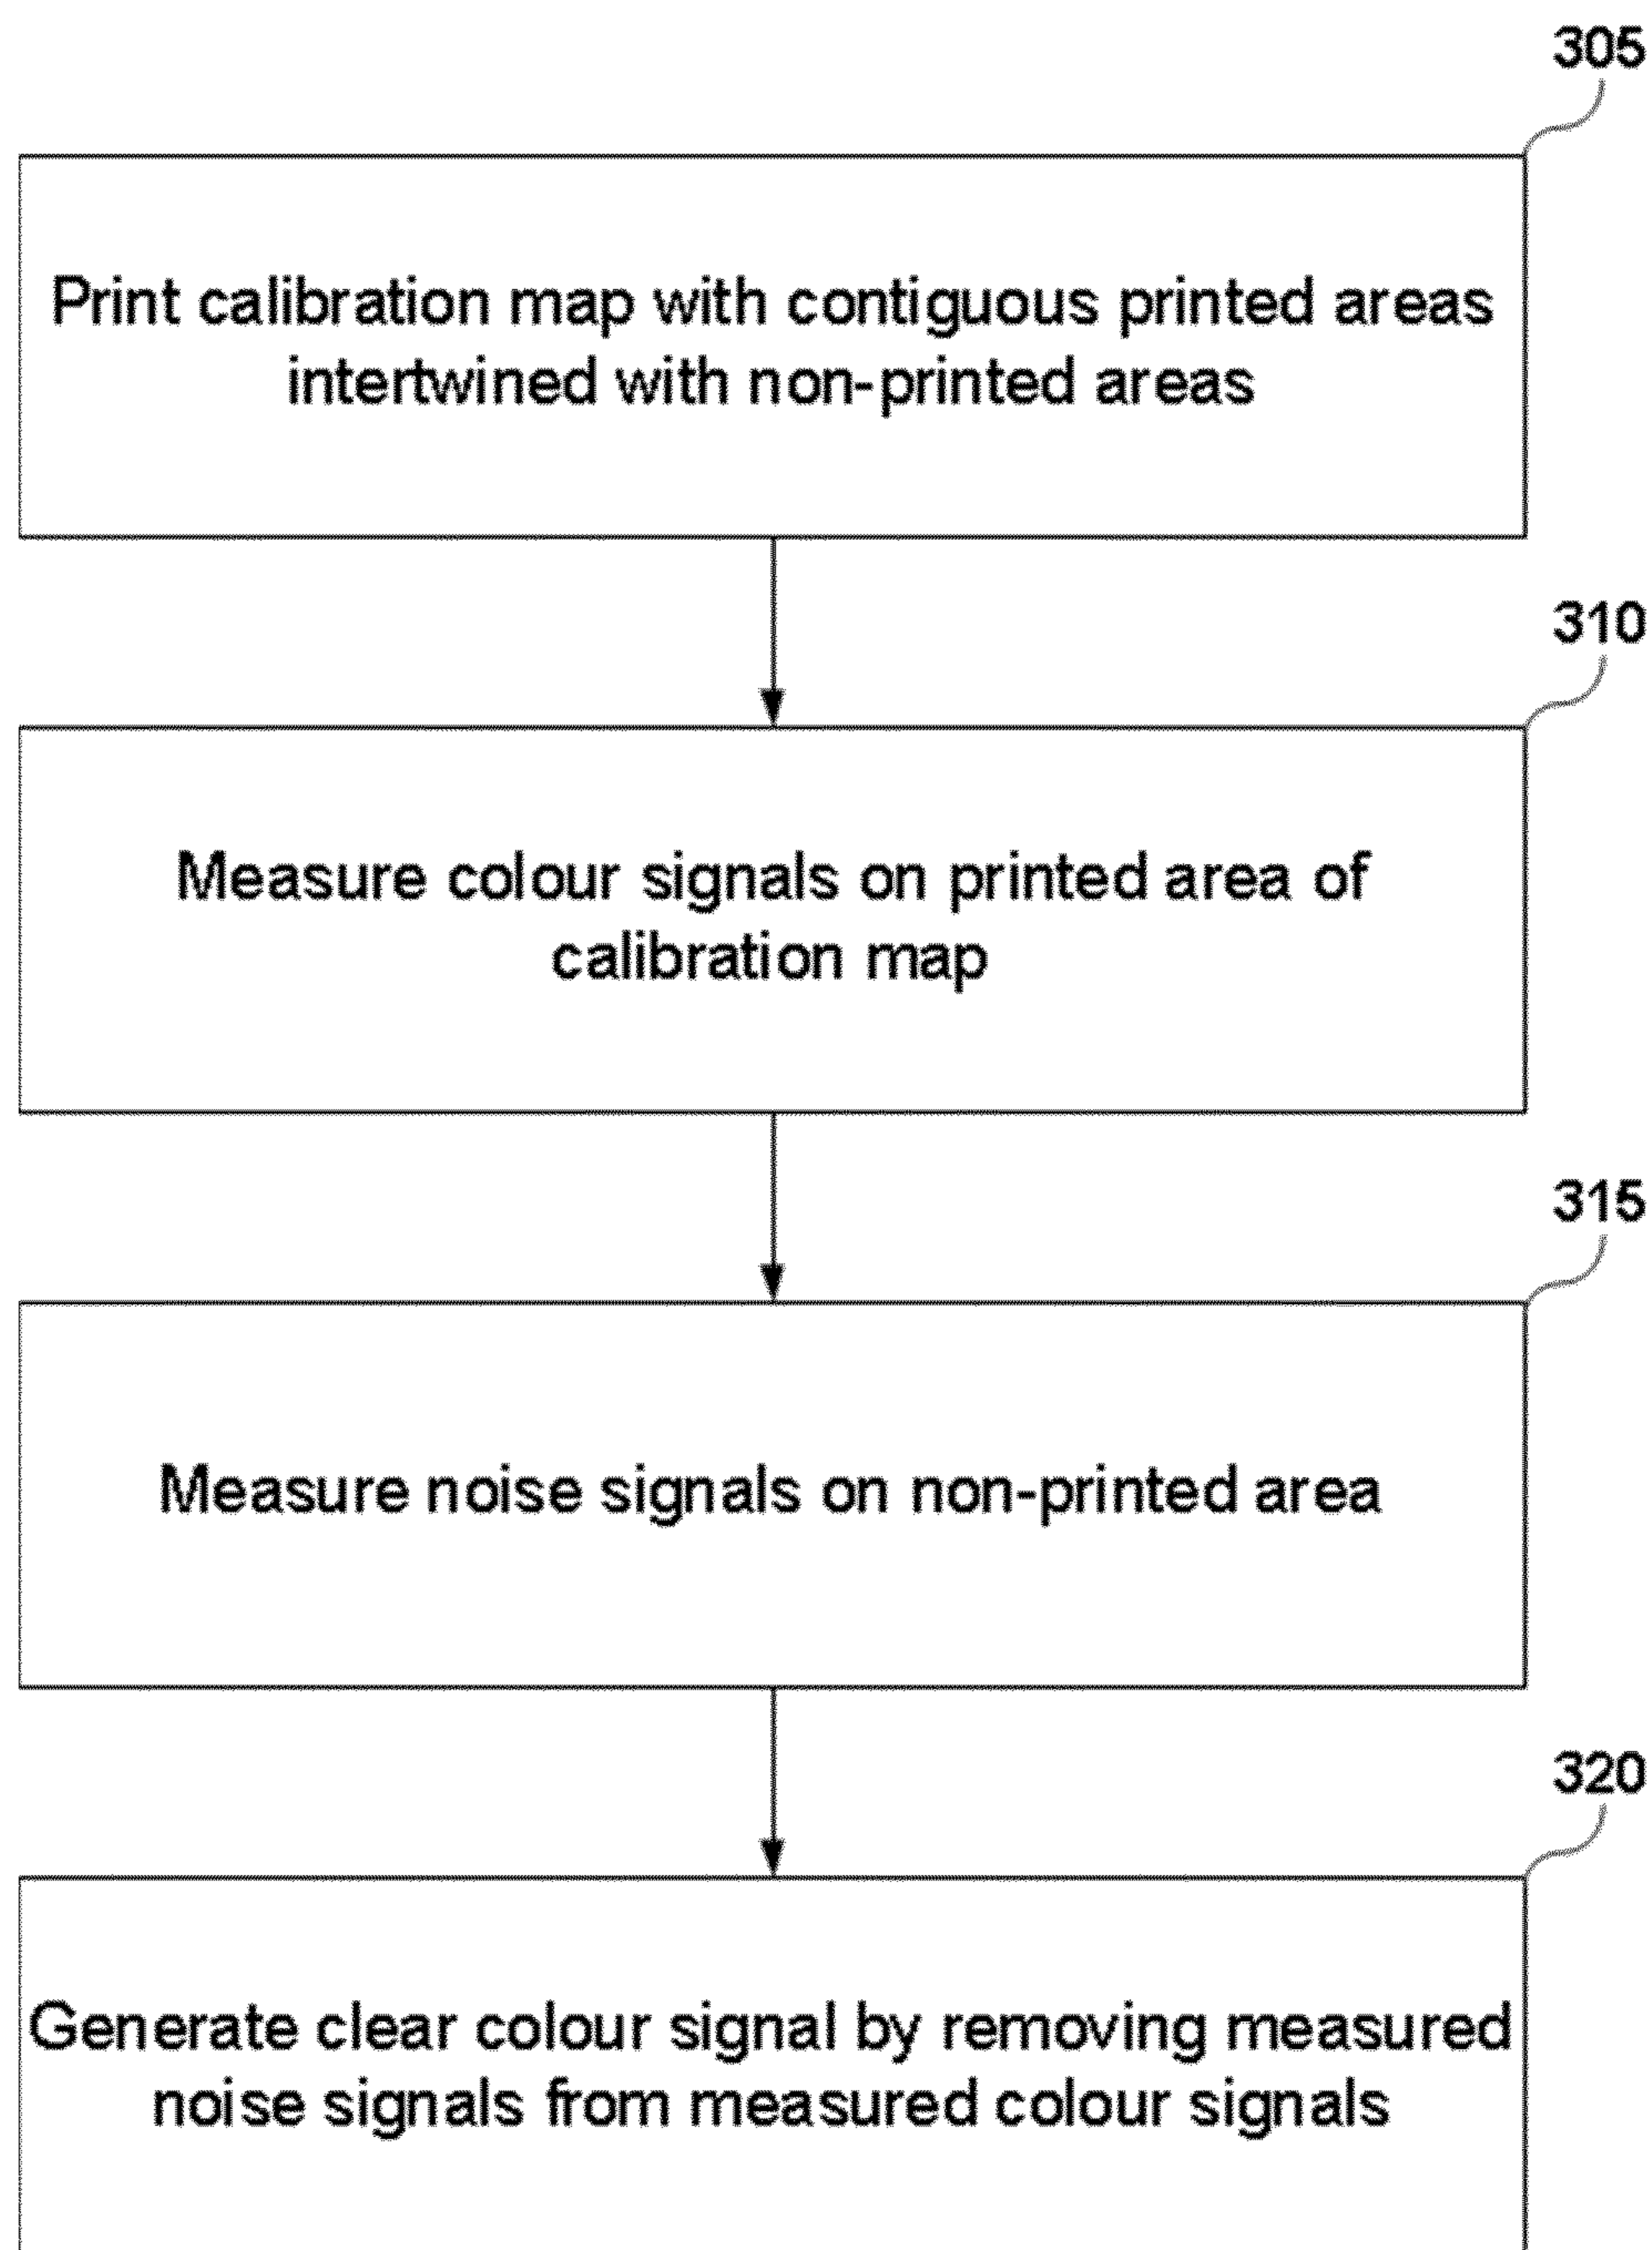 305
Print calibration map with contiguous printed areas
intertwined with non-printed areas
310
Measure colour signals on printed area of
calibration map
315
Measure noise signals on non-printed area
320
Generate clear colour signal by removing measured
noise signals from measured colour signals